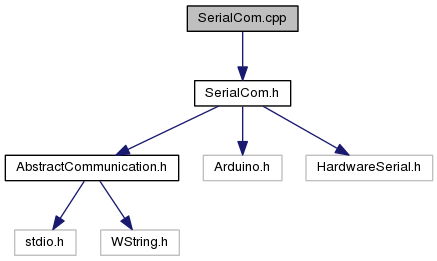 SerialCom.cpp
SerialCom.h
AbstractCommunication.h
Arduino.h
HardwareSerial.h
stdio.h
WString.h